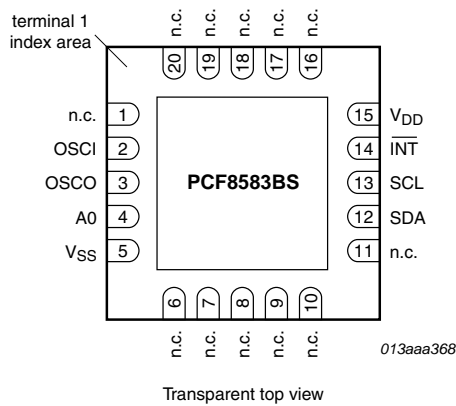 terminal 1
index area
n.c. n.c. n.c. n.c. n.c.
20 19 18 17 16
n.c. 1
OSCI 2
OSCO 3
A0 4
VSS 5
PCF8583BS
15 VDD
14 INT
13 SCL
12 SDA
11 n.c.
6 7 8 9 10
n.c. n.c. n.c. n.c. n.c.
013aaa368
Transparent top view